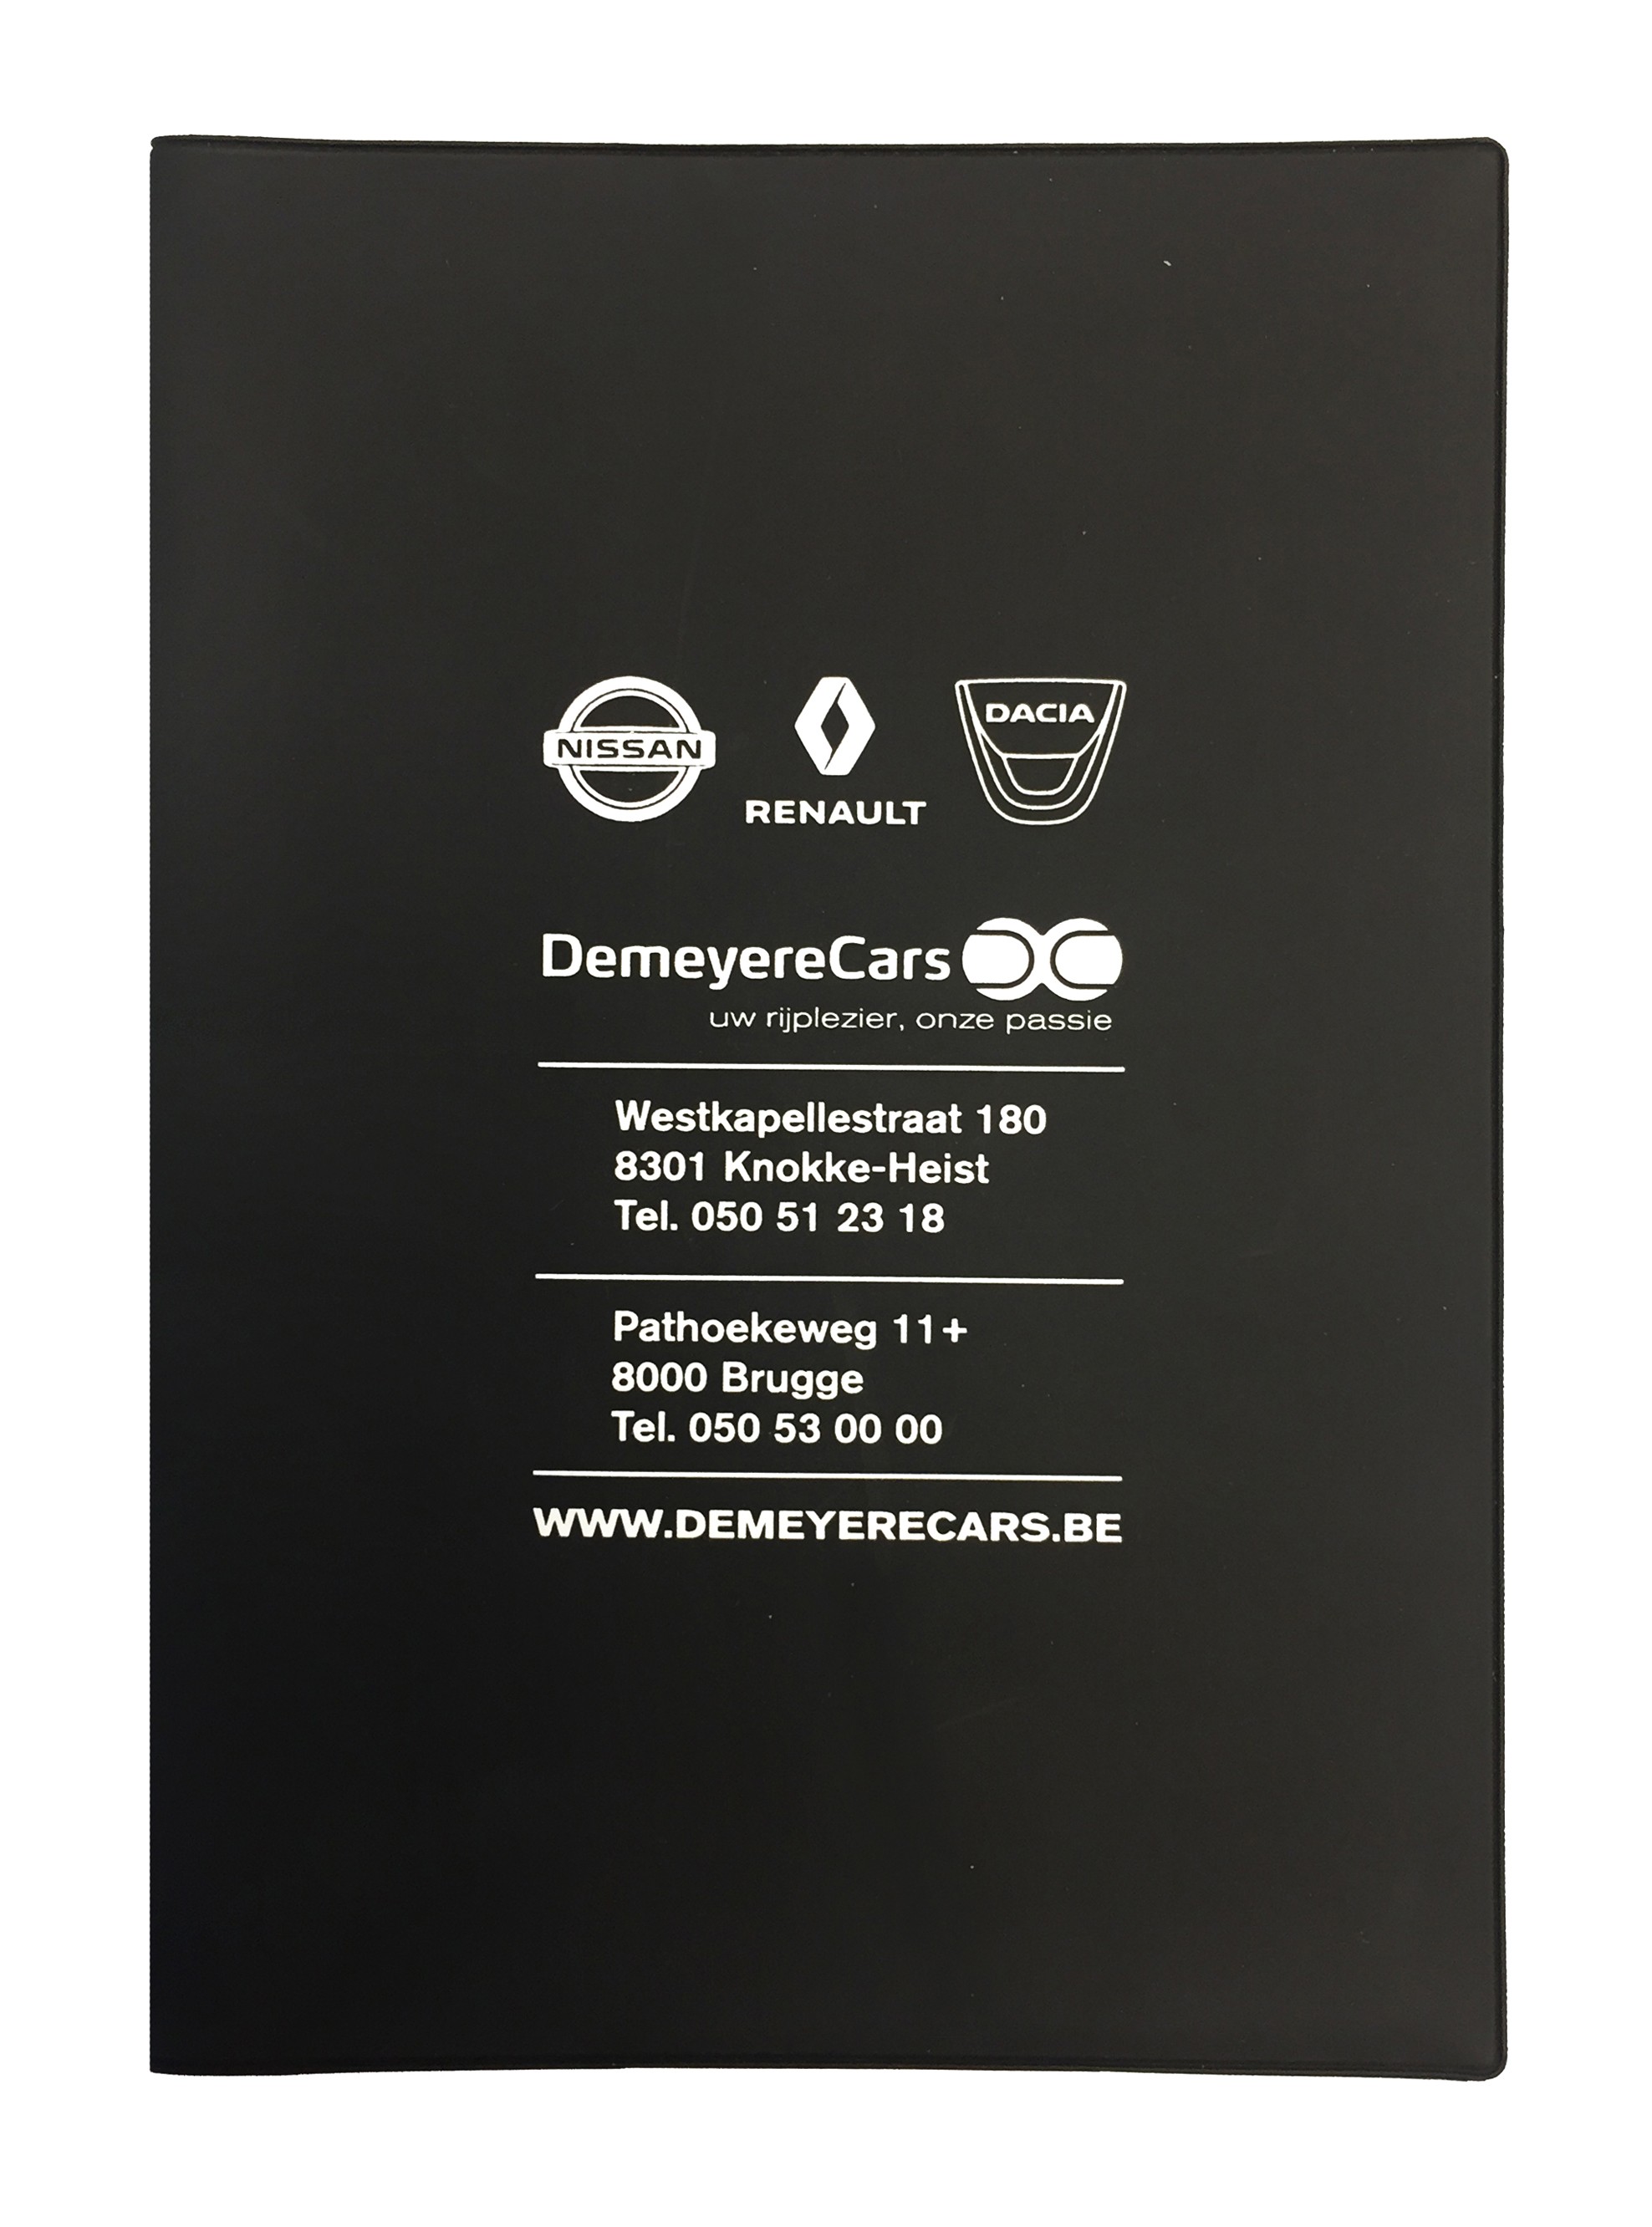 NISSAN
RENAULT
DACIA
DemeyereCars
uw rijplezier, onze passie
Westkapellestraat 180
8301 Knokke-Heist
Tel. 050 51 23 18
Pathoekeweg 11+
8000 Brugge
Tel. 050 53 00 00
WWW.DEMEYERECARS.BE